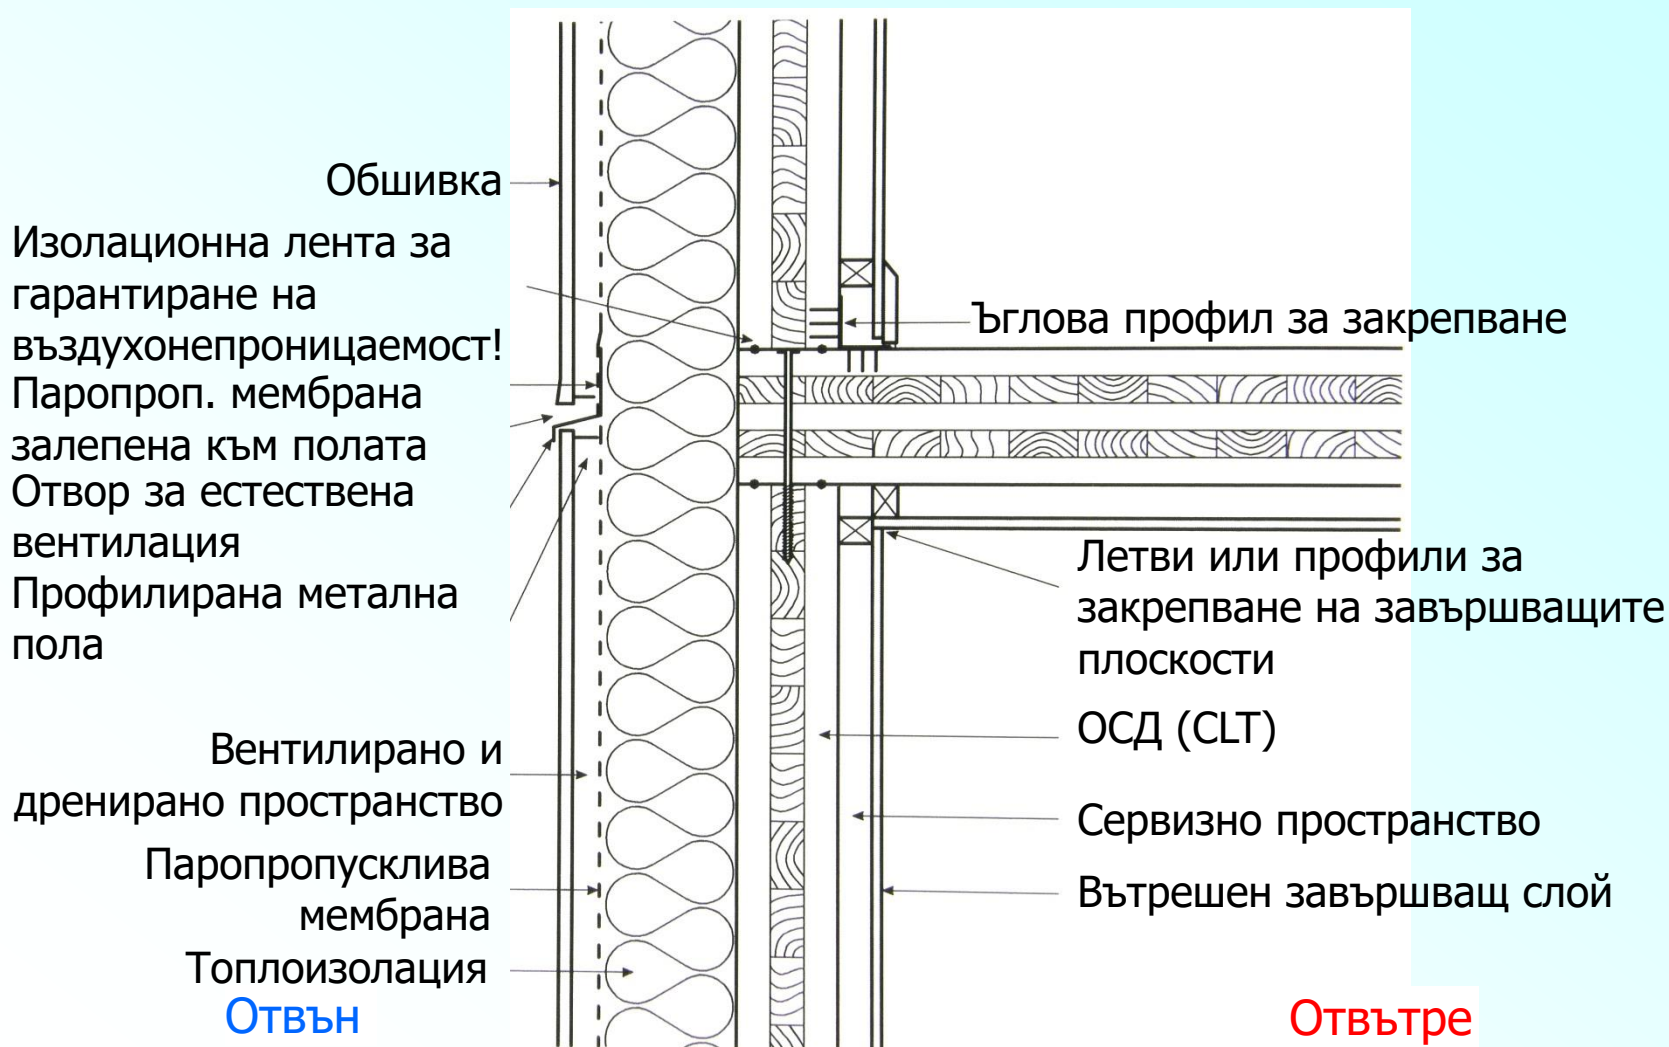 Обшивка
Изолационна лента за
гарантиране на
въздухонепроницаемост!
Паропроп. мембрана
залепена към полата
Отвор за естествена
вентилация
Профилирана метална
пола
Вентилирано и
дренирано пространство
Паропропусклива
мембрана
Топлоизолация
Отвън
Ъглова профил за закрепване
Летви или профили за
закрепване на завършващите
плоскости
ОСД (CLT)
Сервизно пространство
Вътрешен завършващ слой
Отвътре